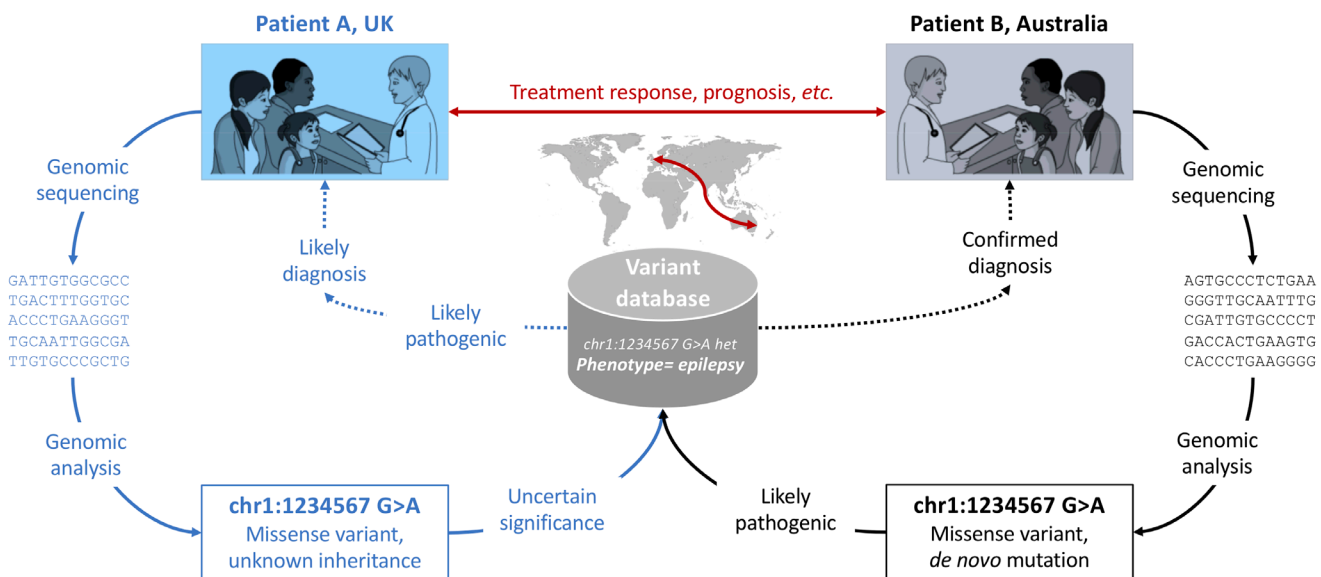 Patient A, UK
Patient B, Australia
Treatment response, prognosis, etc.
Genomic
sequencing
Genomic
sequencing
Likely
diagnosis
Confirmed
diagnosis
GATTGTGGCGCC
TGACTTTGGTGC
ACCCTGAAGGGT
TGCAATTGGCGA
TTGTGCCCGCTG
Likely
pathogenic
Variant
database
chr1:1234567 G>A het
Phenotype= epilepsy
AGTGCCCTCTGAA
GGGTTGCAATTTG
CGATTGTGCCCCT
GACCACTGAAGTG
CACCCTGAAGGGG
Genomic
analysis
Genomic
analysis
chr1:1234567 G>A
Missense variant,
unknown inheritance
Uncertain
significance
Likely
pathogenic
chr1:1234567 G>A
Missense variant,
de novo mutation